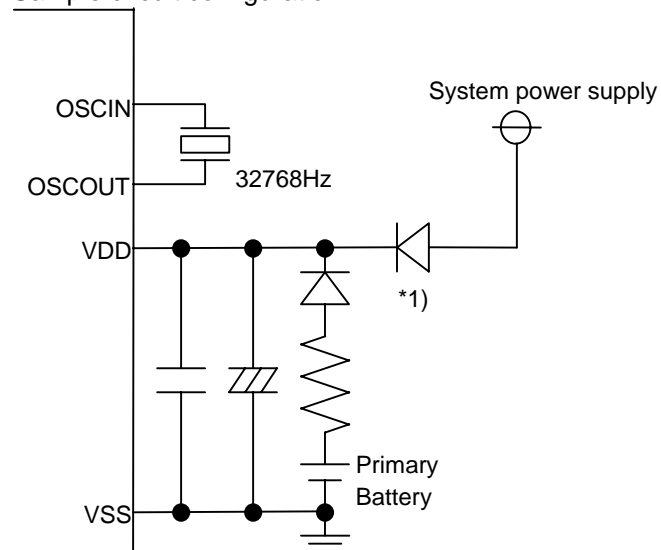 System power supply
OSCIN
OSCOUT
32768Hz
VDD
*1)
Primary
Battery
VSS